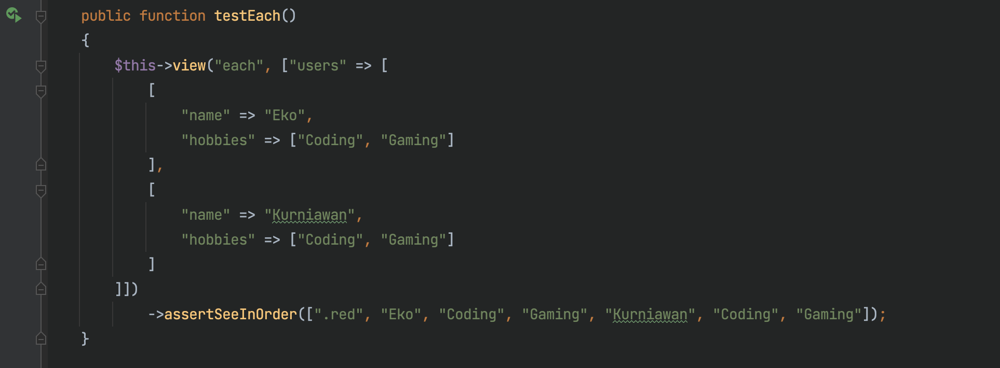 public function testEach()
{
    $this->view("each", ["users" => [
        [
            "name" => "Eko",
            "hobbies" => ["Coding", "Gaming"]
        ],
        [
            "name" => "Kurniawan",
            "hobbies" => ["Coding", "Gaming"]
        ]
    ]])
        ->assertSeeInOrder([".red", "Eko", "Coding", "Gaming", "Kurniawan", "Coding", "Gaming"]);
}